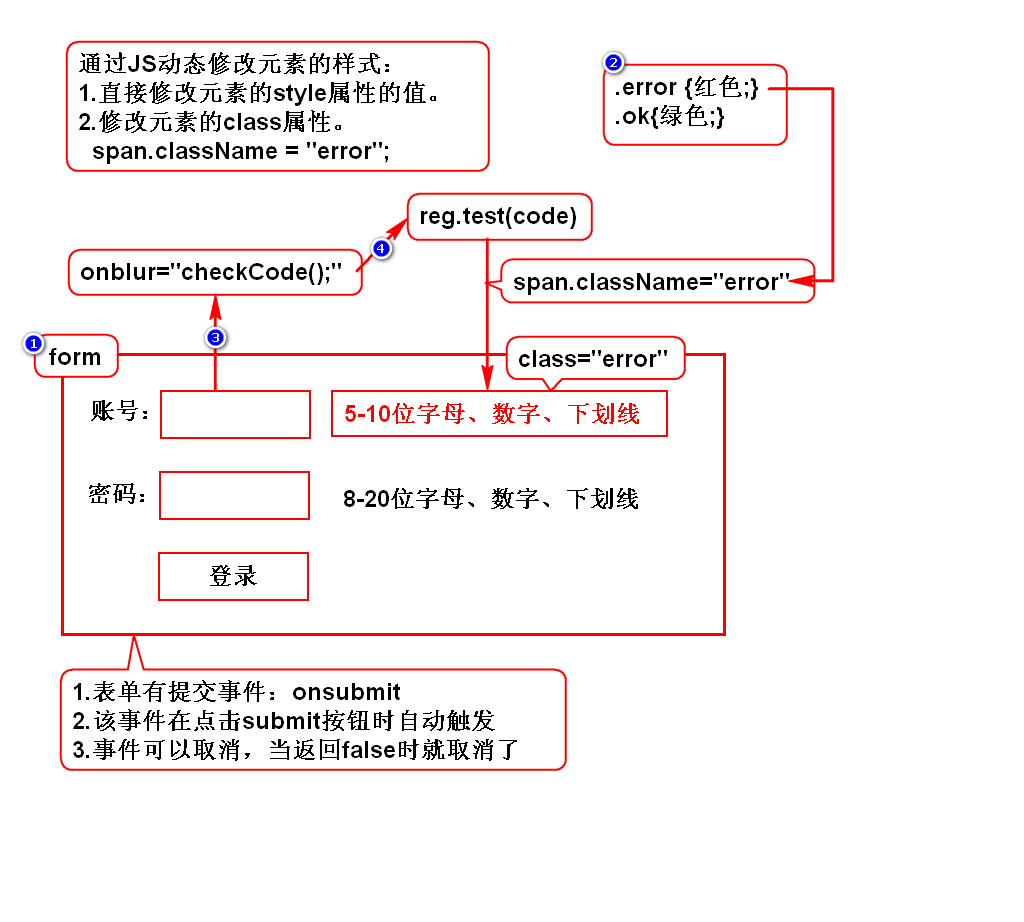 通过JS动态修改元素的样式：
1.直接修改元素的style属性的值。
2.修改元素的class属性。
span.className = "error";
2
.error {红色;}
.ok{绿色;}
reg.test(code)
4
onblur="checkCode();"
span.className="error"
3
1
form
class="error"
账号：
5-10位字母、数字、下划线
密码：
8-20位字母、数字、下划线
登录
1.表单有提交事件：onsubmit
2.该事件在点击submit按钮时自动触发
3.事件可以取消，当返回false时就取消了